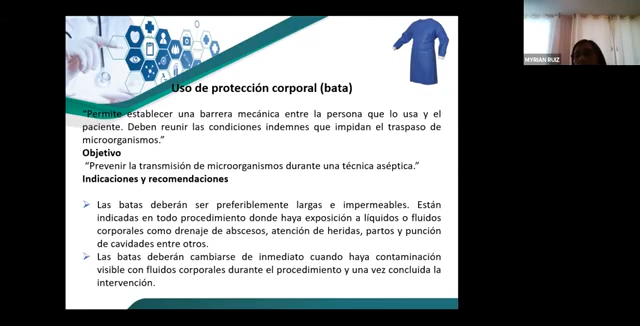 MYRIAN RUIZ
Uso de protección corporal (bata)
“Permite establecer una barrera mecánica entre la persona que lo usa y el
paciente. Deben reunir las condiciones indemnes que impidan el traspaso de
microorganismos.”
Objetivo
“Prevenir la transmisión de microorganismos durante una técnica aséptica.”
Indicaciones y recomendaciones
Las batas deberán ser preferiblemente largas e impermeables. Están
indicadas en todo procedimiento donde haya exposición a líquidos o fluidos
corporales como drenaje de abscesos, atención de heridas, partos y punción
de cavidades entre otros.
Las batas deberán cambiarse de inmediato cuando haya contaminación
visible con fluidos corporales durante el procedimiento y una vez concluida la
intervención.